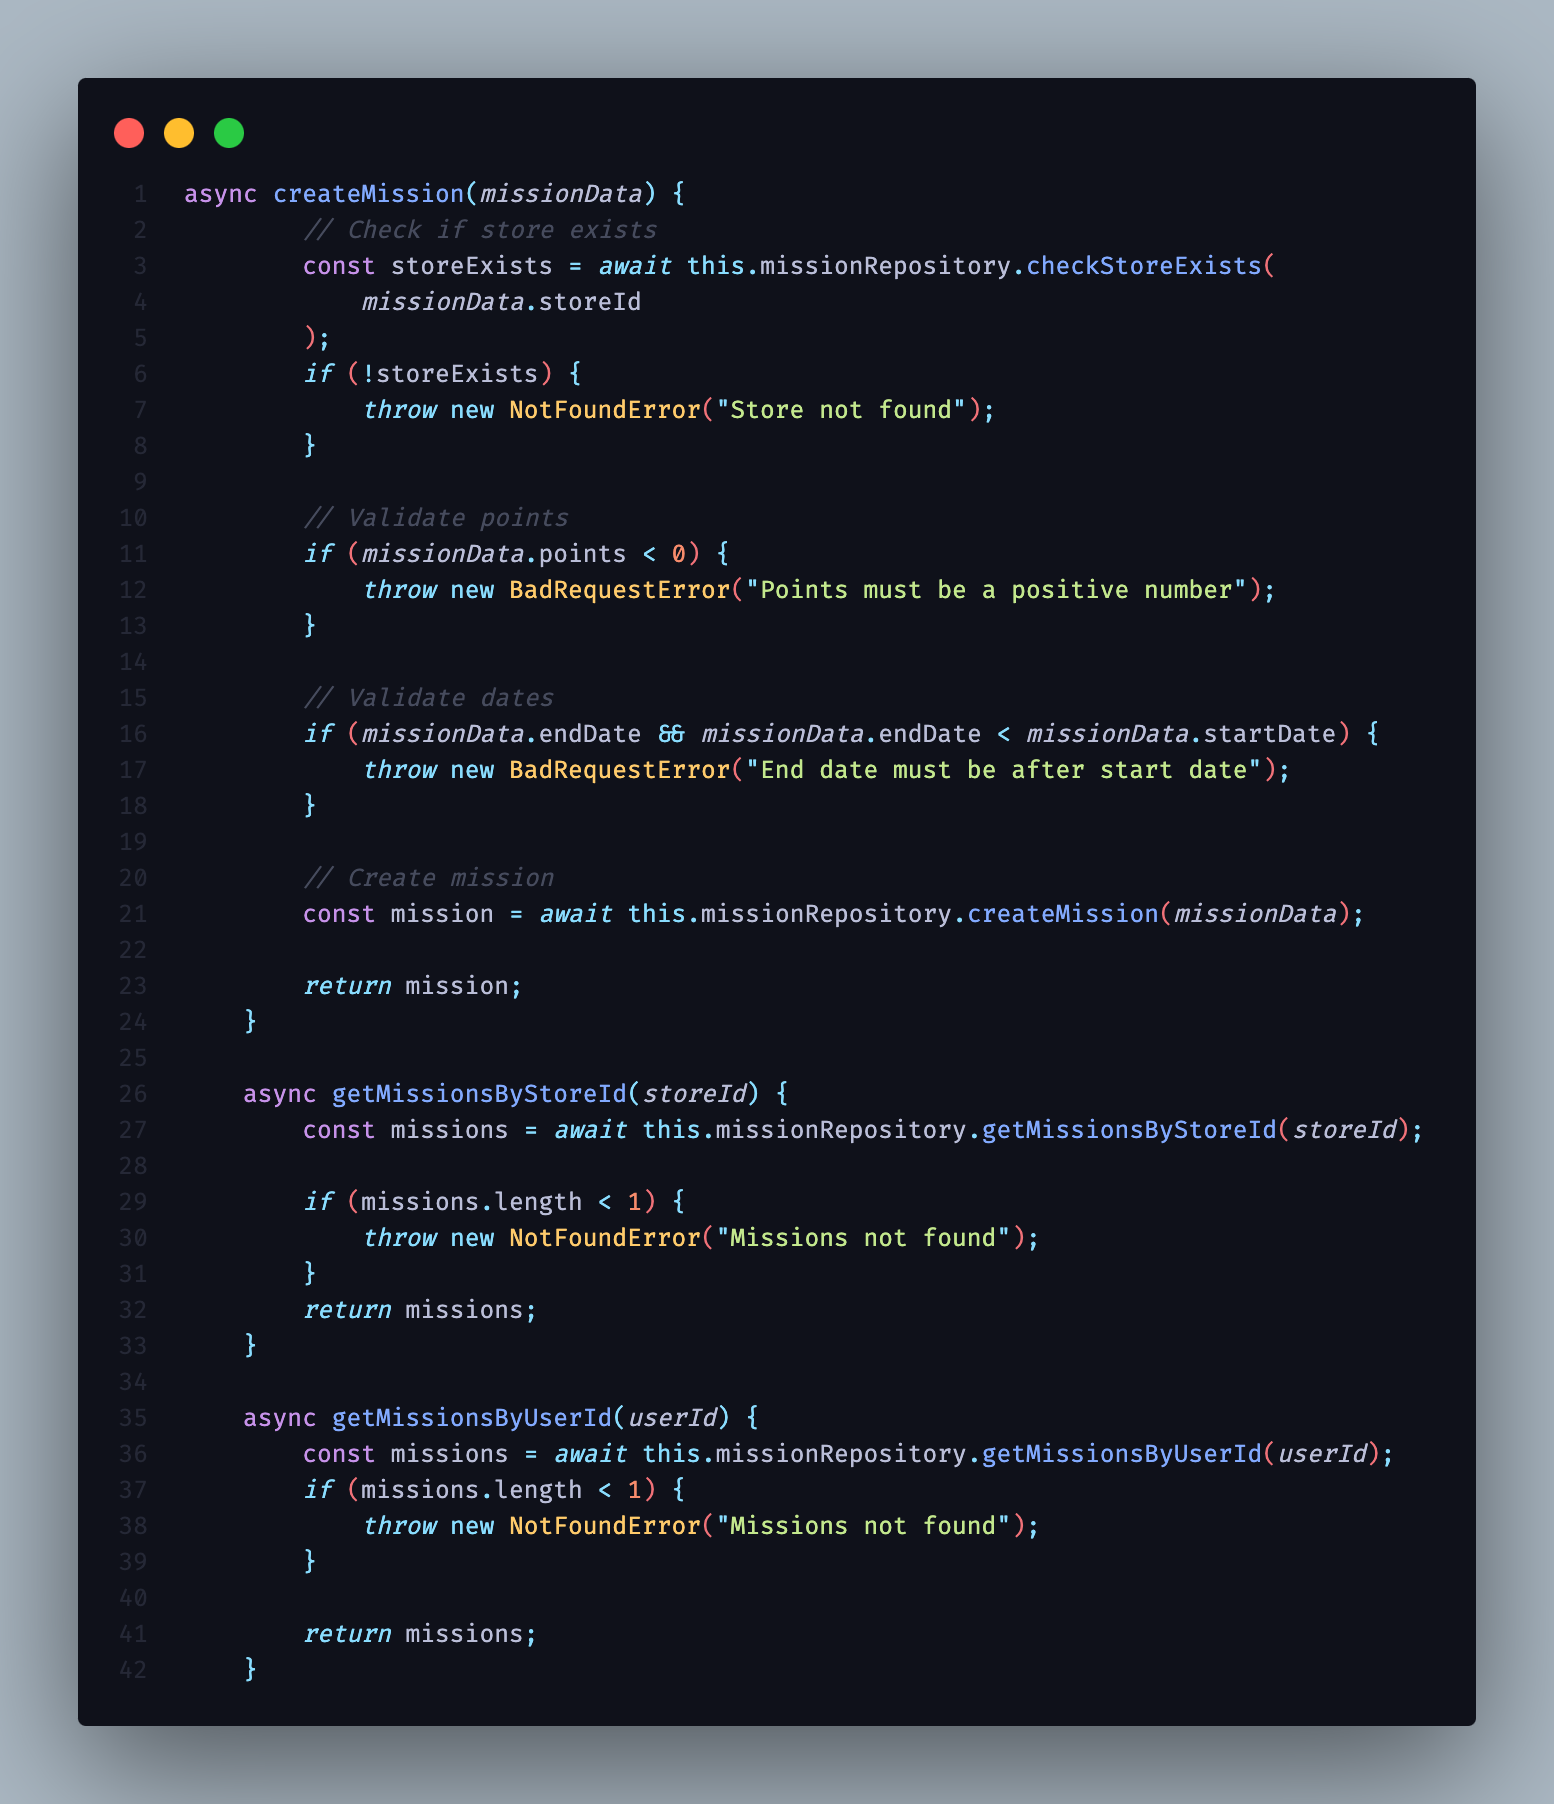 1 async createMission(missionData) {
2 // Check if store exists
3 const storeExists = await this.missionRepository.checkStoreExists(
4 missionData.storeId
5 );
6 if (!storeExists) {
7 throw new NotFoundError("Store not found");
8 }
9
10 // Validate points
11 if (missionData.points < 0) {
12 throw new BadRequestError("Points must be a positive number");
13 }
14
15 // Validate dates
16 if (missionData.endDate && missionData.endDate < missionData.startDate) {
17 throw new BadRequestError("End date must be after start date");
18 }
19
20 // Create mission
21 const mission = await this.missionRepository.createMission(missionData);
22
23 return mission;
24 }
25
26 async getMissionsByStoreId(storeId) {
27 const missions = await this.missionRepository.getMissionsByStoreId(storeId);
28
29 if (missions.length < 1) {
30 throw new NotFoundError("Missions not found");
31 }
32 return missions;
33 }
34
35 async getMissionsByUserId(userId) {
36 const missions = await this.missionRepository.getMissionsByUserId(userId);
37 if (missions.length < 1) {
38 throw new NotFoundError("Missions not found");
39 }
40
41 return missions;
42 }